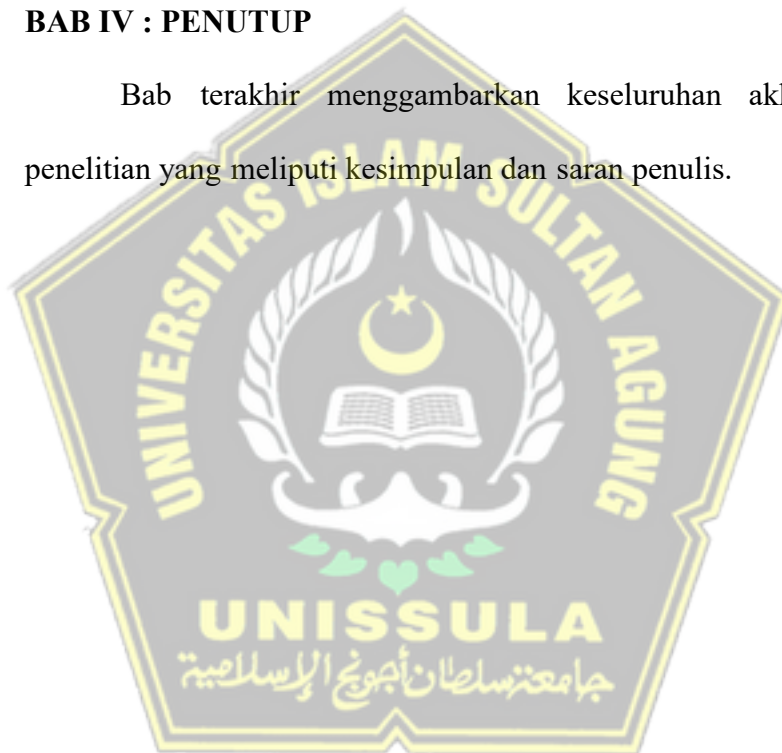 BAB IV : PENUTUP
Bab terakhir menggambarkan keseluruhan
penelitian yang meliputi kesimpulan dan saran penulis.
UNIVERSITAS ISLAM SULTAN AGUNG
UNISSULA
جامعة سلطان أجونج الإسلامية